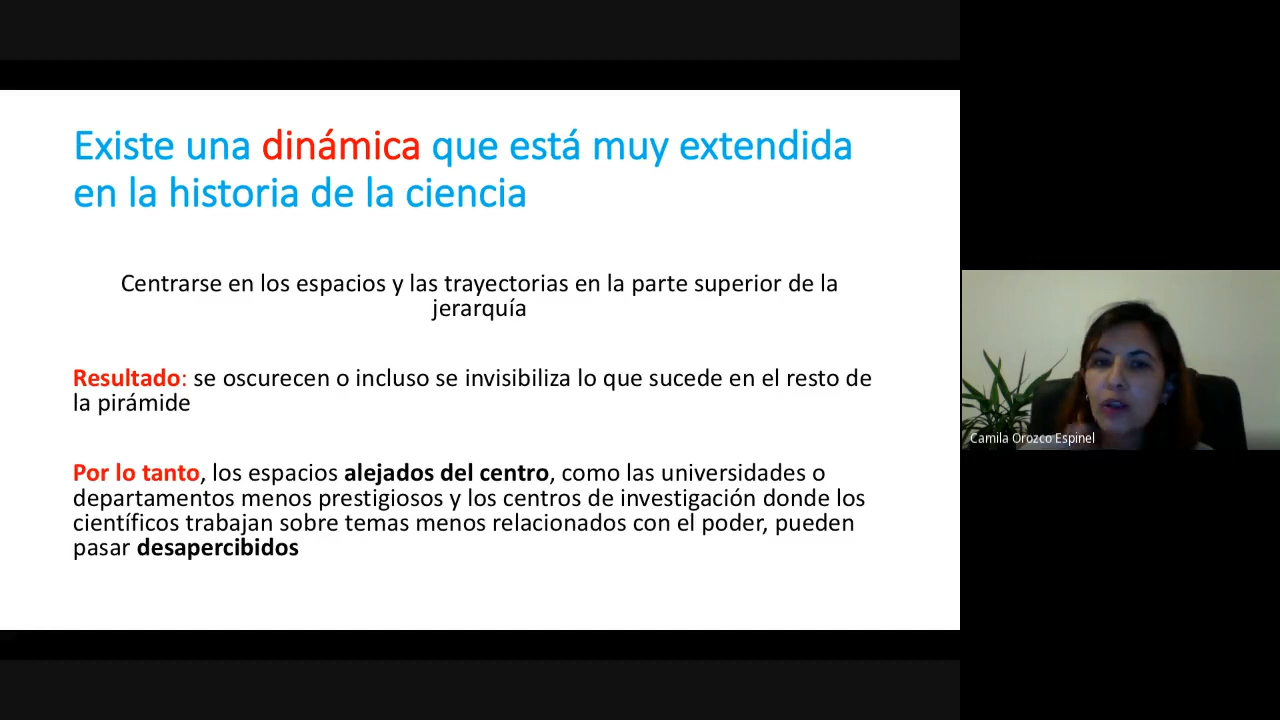 Existe una dinámica que está muy extendida
en la historia de la ciencia
Centrarse en los espacios y las trayectorias en la parte superior de la
jerarquía
Resultado: se oscurecen o incluso se invisibiliza lo que sucede en el resto de
la pirámide
Por lo tanto, los espacios alejados del centro, como las universidades o
departamentos menos prestigiosos y los centros de investigación donde los
científicos trabajan sobre temas menos relacionados con el poder, pueden
pasar desapercibidos
Camila Orozco Espinel